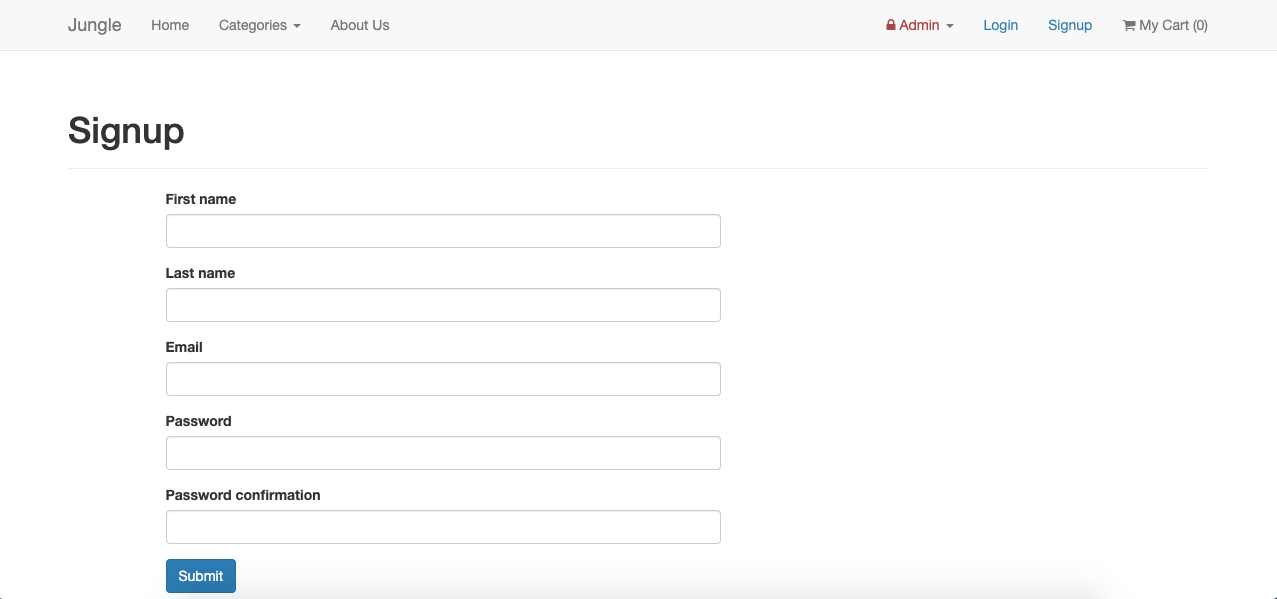 Jungle Home Categories About Us Admin Login Signup My Cart (0)
Signup
First name
Last name
Email
Password
Password confirmation
Submit